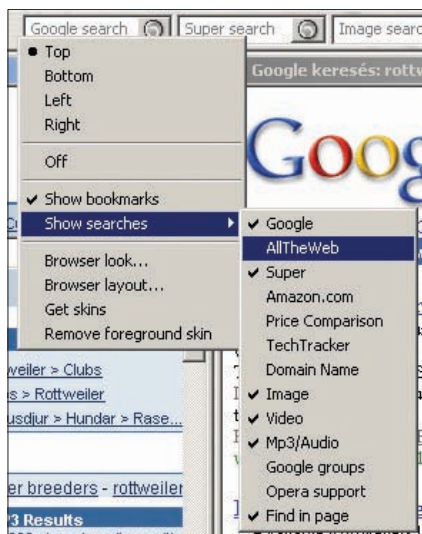 Google search
Super search
Image searc
Top
Bottom
Left
Right
Off
Show bookmarks
Show searches
Browser look...
Browser layout...
Get skins
Remove foreground skin
Google keresés: rottw
Goog
Google
AllTheWeb
Super
Amazon.com
Price Comparison
TechTracker
Domain Name
Image
Video
Mp3/Audio
Google groups
Opera support
Find in page
weiler > Clubs
s > Rottweiler
usdjur > Hundar > Rase...
er breeders - rottweiler
73 Results